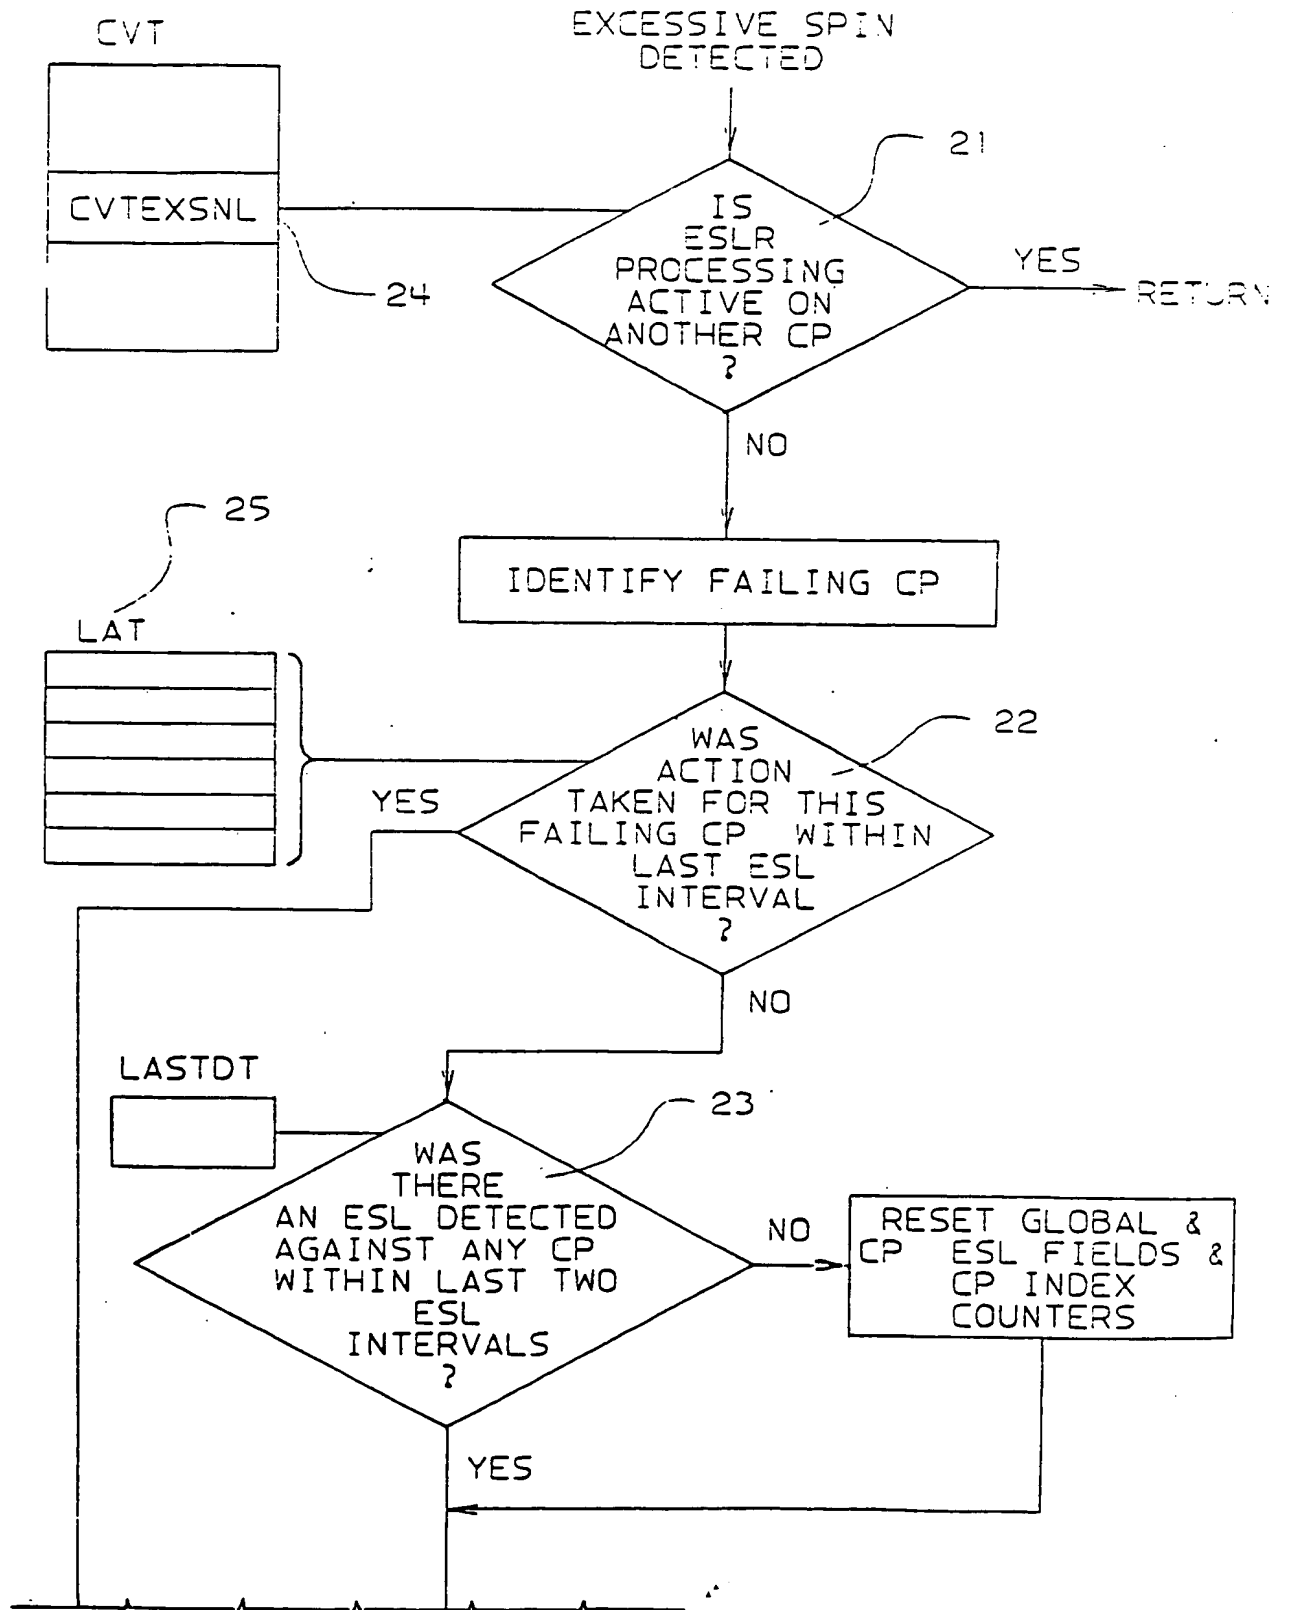 CVT
EXCESSIVE SPIN
DETECTED
21
CVTEXSNL
24
IS
ESLR
PROCESSING
ACTIVE ON
ANOTHER CP
?
YES
RETURN
NO
25
IDENTIFY FAILING CP
LAT
22
WAS
ACTION
TAKEN FOR THIS
FAILING CP WITHIN
LAST ESL
INTERVAL
?
YES
NO
LASTDT
23
WAS
THERE
AN ESL DETECTED
AGAINST ANY CP
WITHIN LAST TWO
ESL
INTERVALS
?
NO
RESET GLOBAL &
CP ESL FIELDS &
CP INDEX
COUNTERS
YES